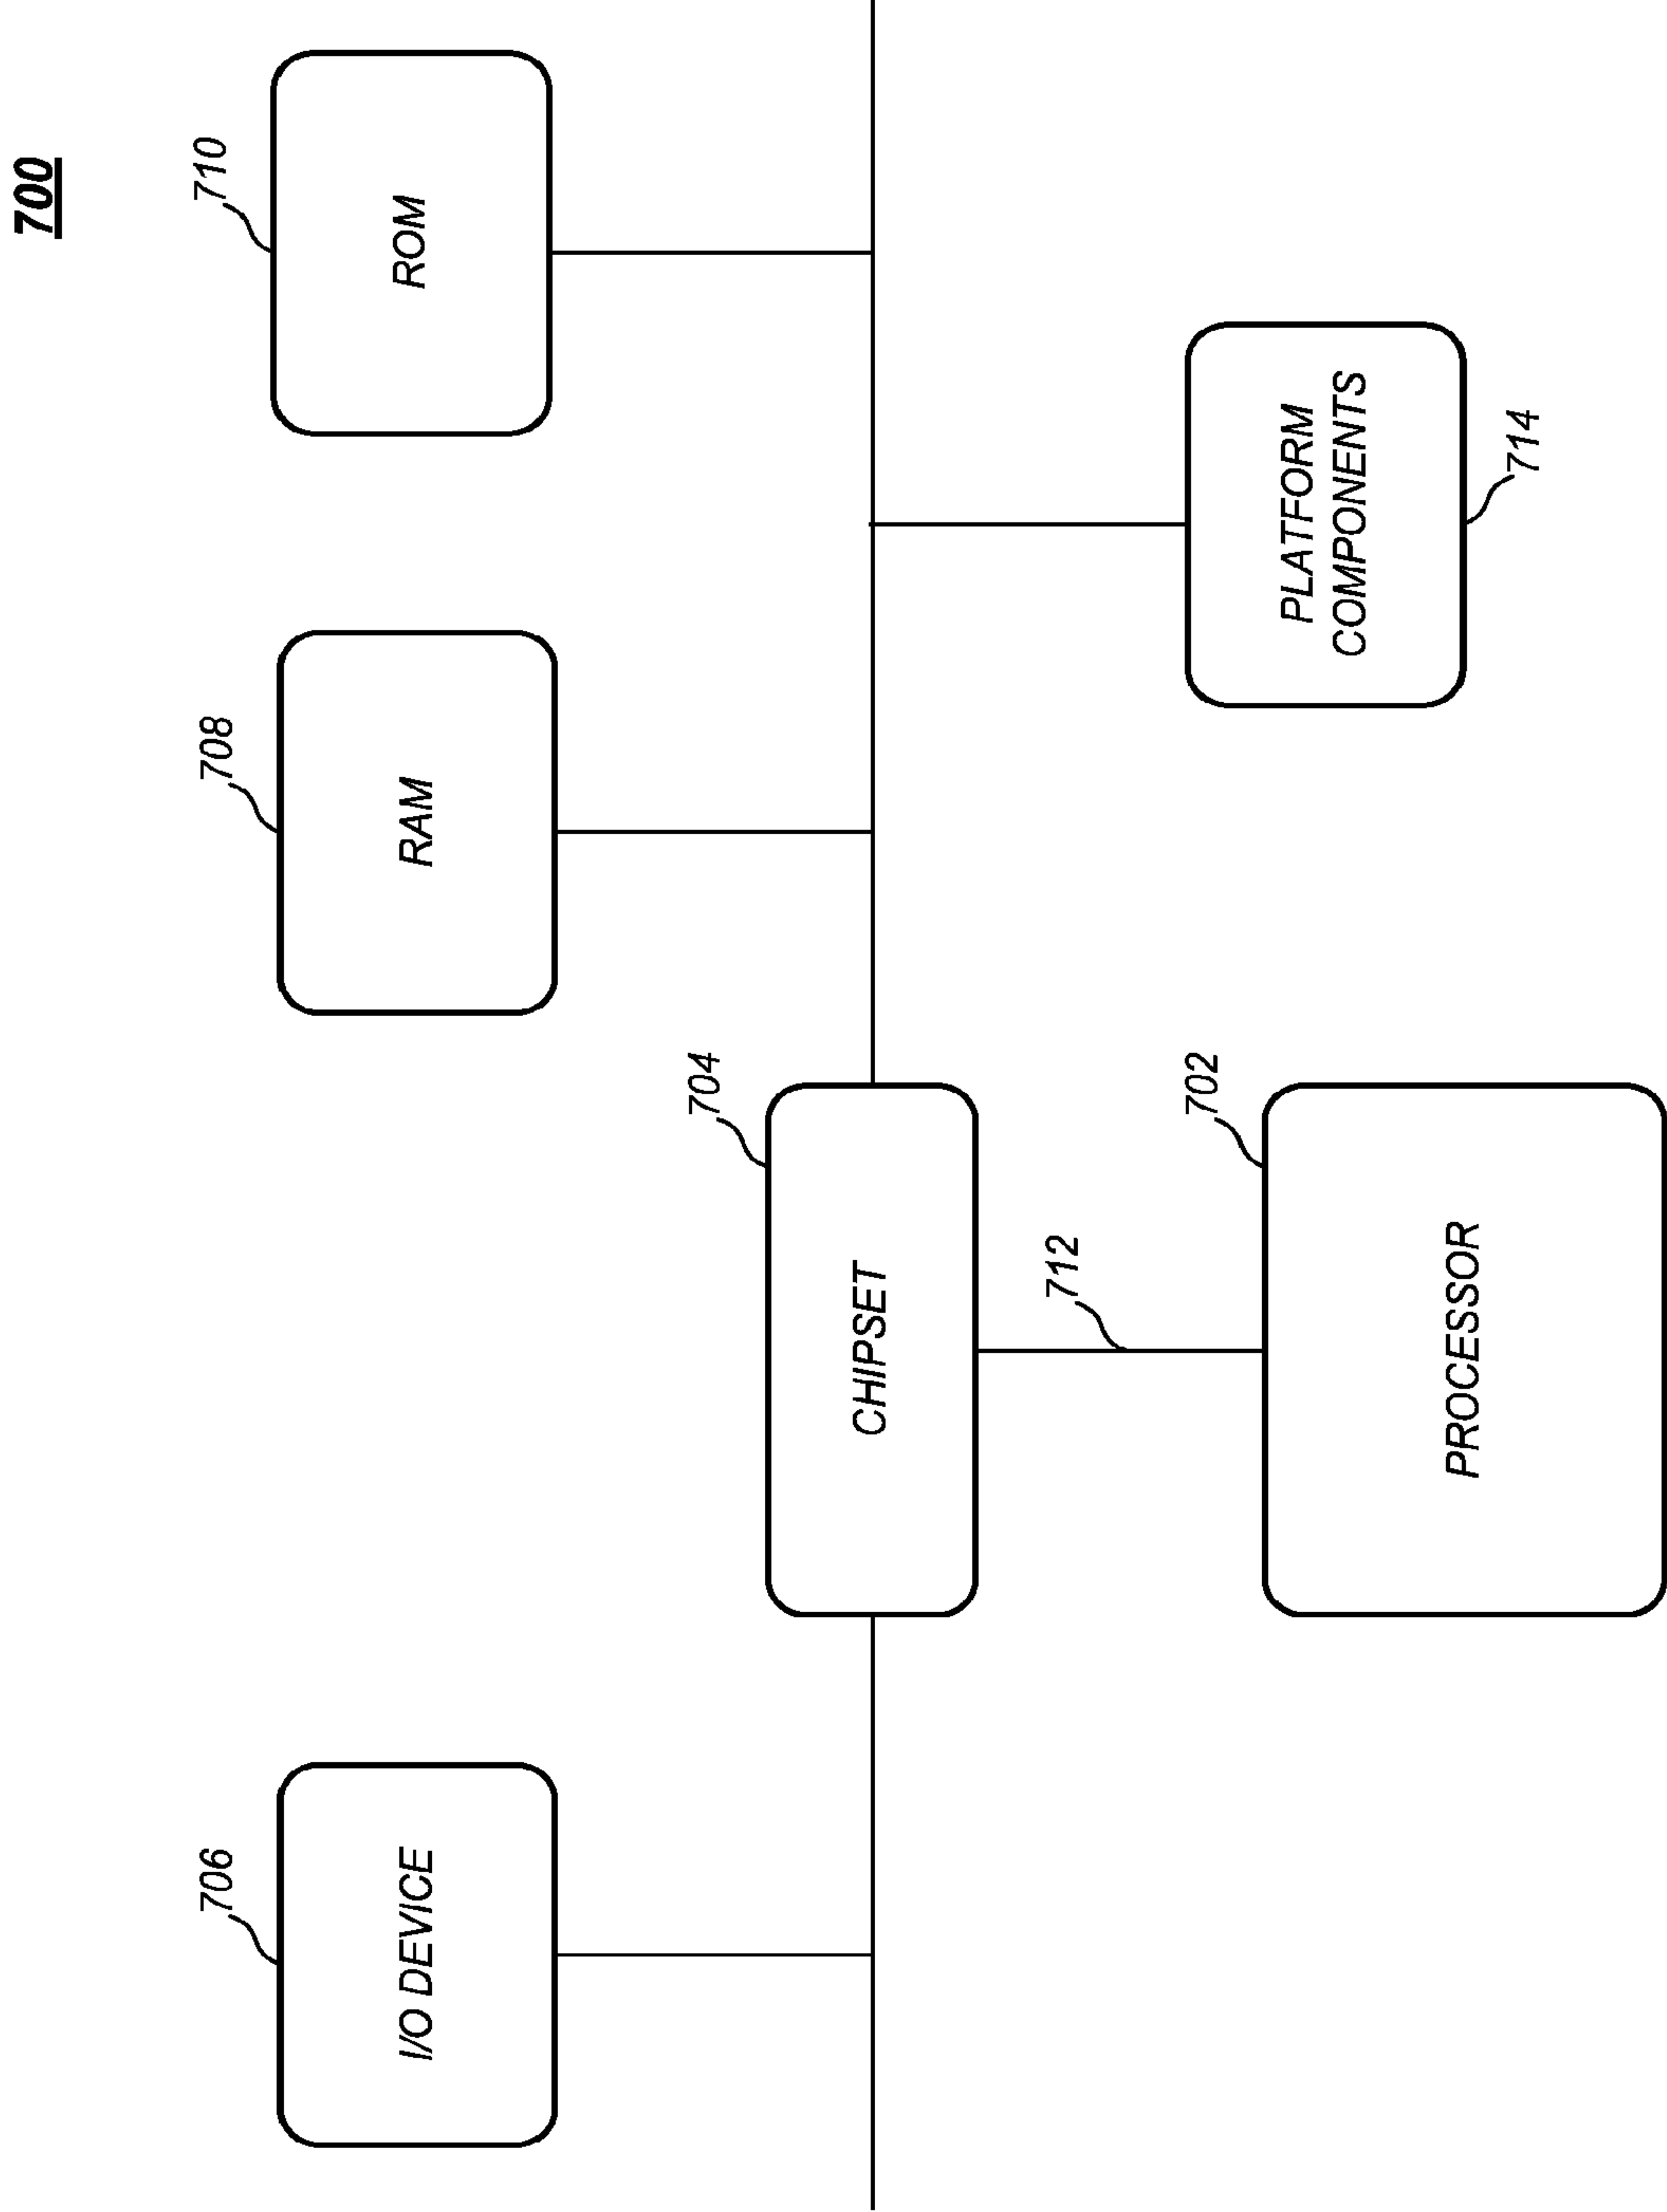 700
706
708
710
I/O DEVICE
RAM
ROM
704
CHIPSET
712
702
PROCESSOR
PLATFORM
COMPONENTS
714